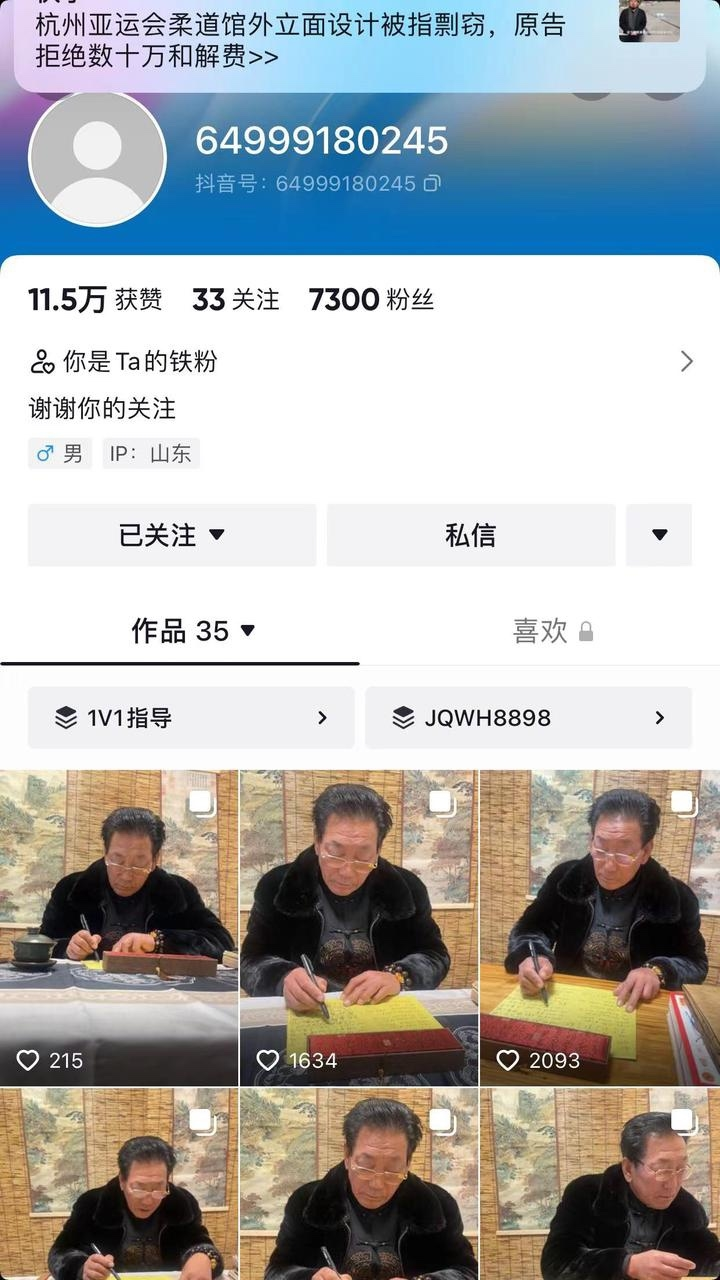 杭州亚运会柔道馆外立面设计被指剽窃，原告
拒绝数十万和解费>>
64999180245
抖音号：64999180245
11.5万 获赞 33 关注 7300 粉丝
你是Ta的铁粉
谢谢你的关注
男 IP：山东
已关注 私信
作品 35 喜欢
1V1指导 JQWH8898
215 1634 2093